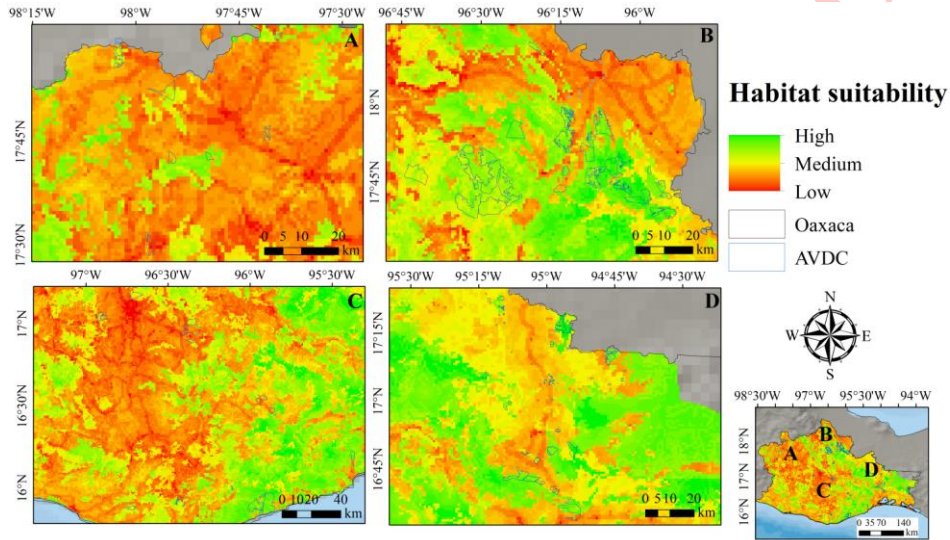 98°15'W 98°W 97°45'W 97°30'W
A
17°45'N
17°30'N
0 5 10 20
km
96°45'W 96°30'W 96°15'W 96°W
B
18°N
17°45'N
0 5 10 20
km
97°W 96°30'W 96°W 95°30'W
C
17°N
16°30'N
16°N
0 10 20 40
km
95°30'W 95°15'W 95°W 94°45'W 94°30'W
D
17°15'N
17°N
16°45'N
0 5 10 20
km
Habitat suitability
High
Medium
Low
Oaxaca
AVDC
N
W E
S
98°30'W 97°W 95°30'W 94°W
18°N
17°N
16°N
A
B
C
D
0 35 70 140
km